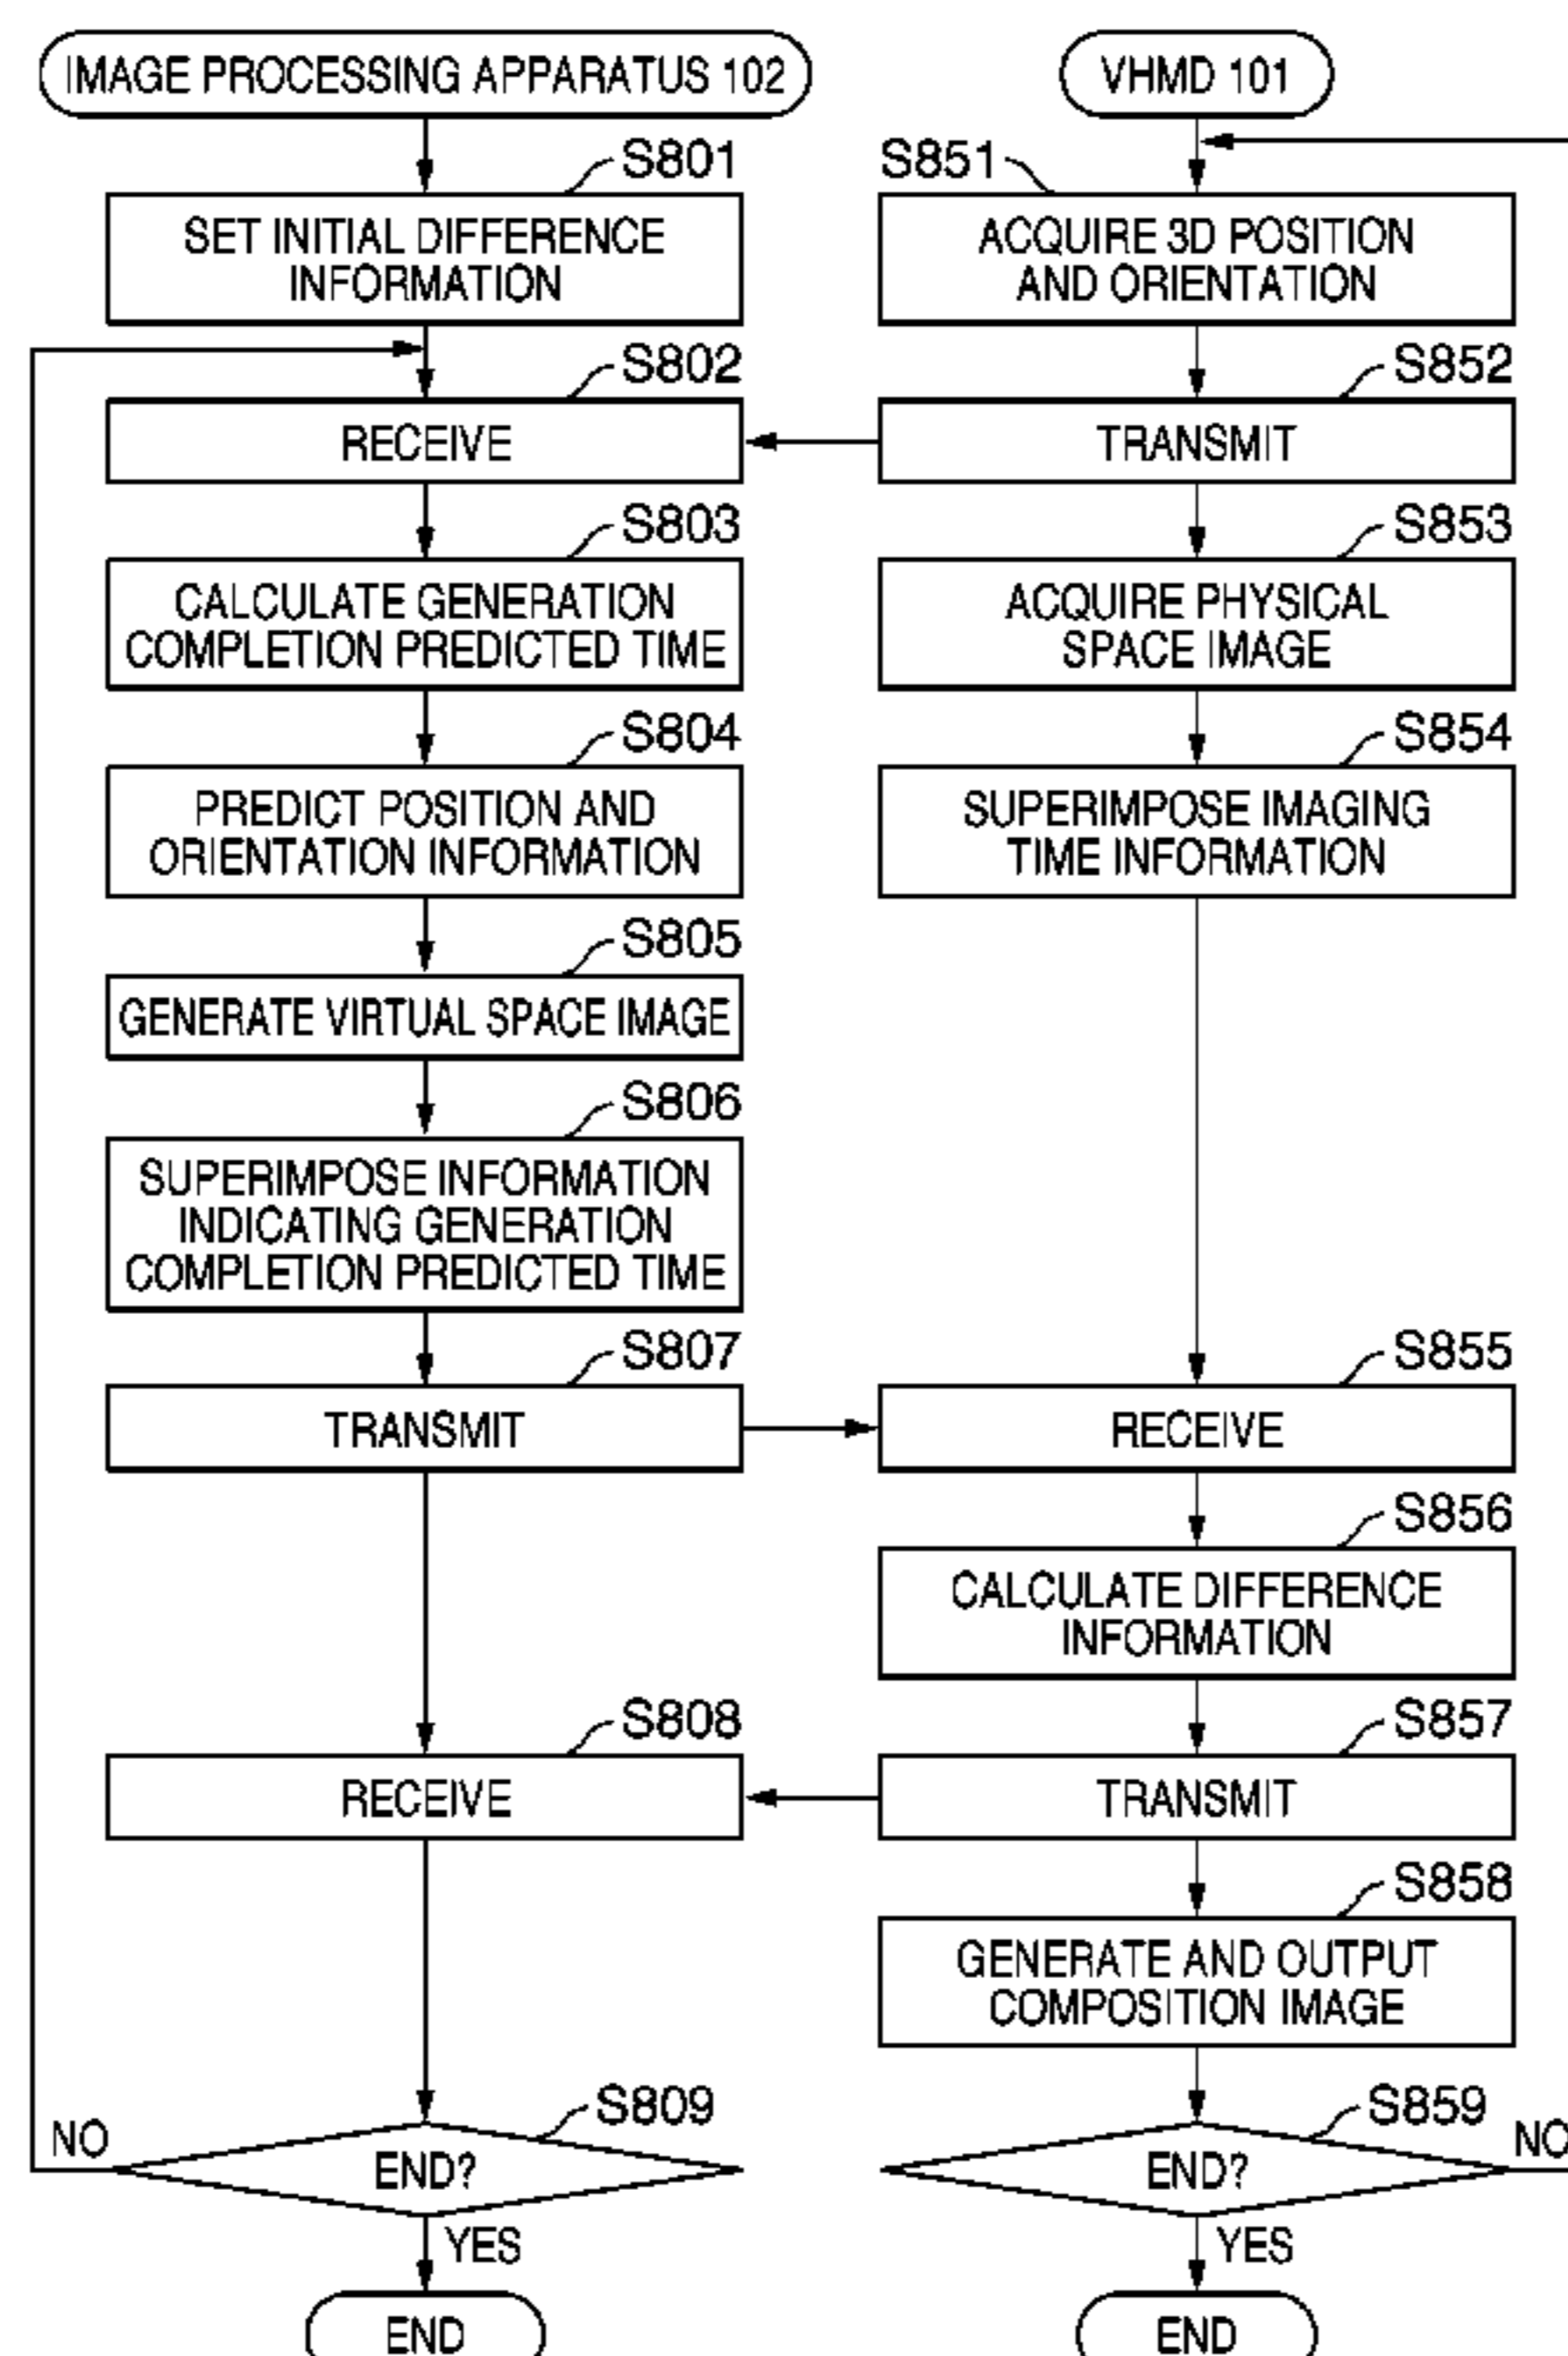 IMAGE PROCESSING APPARATUS 102
S801
SET INITIAL DIFFERENCE
INFORMATION
S802
RECEIVE
S803
CALCULATE GENERATION
COMPLETION PREDICTED TIME
S804
PREDICT POSITION AND
ORIENTATION INFORMATION
S805
GENERATE VIRTUAL SPACE IMAGE
S806
SUPERIMPOSE INFORMATION
INDICATING GENERATION
COMPLETION PREDICTED TIME
S807
TRANSMIT
S808
RECEIVE
S809
NO
END?
YES
END
VHMD 101
S851
ACQUIRE 3D POSITION
AND ORIENTATION
S852
TRANSMIT
S853
ACQUIRE PHYSICAL
SPACE IMAGE
S854
SUPERIMPOSE IMAGING
TIME INFORMATION
S855
RECEIVE
S856
CALCULATE DIFFERENCE
INFORMATION
S857
TRANSMIT
S858
GENERATE AND OUTPUT
COMPOSITION IMAGE
S859
NO
END?
YES
END